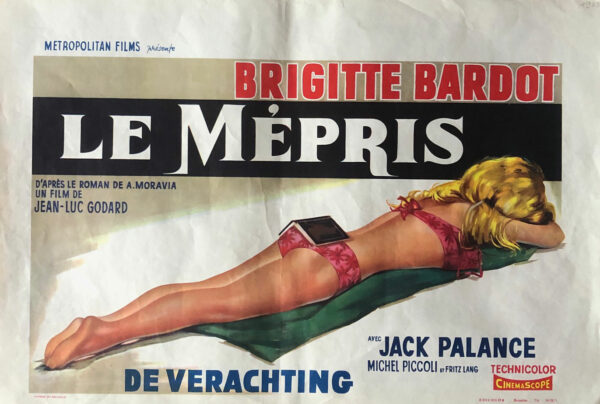 METROPOLITAN FILMS présente
BRIGITTE BARDOT
LE MÉPRIS
D'APRÈS LE ROMAN DE A. MORAVIA
UN FILM DE
JEAN-LUC GODARD
AVEC JACK PALANCE
MICHEL PICCOLI ET FRITZ LANG
TECHNICOLOR
CINEMASCOPE
DE VERACHTING